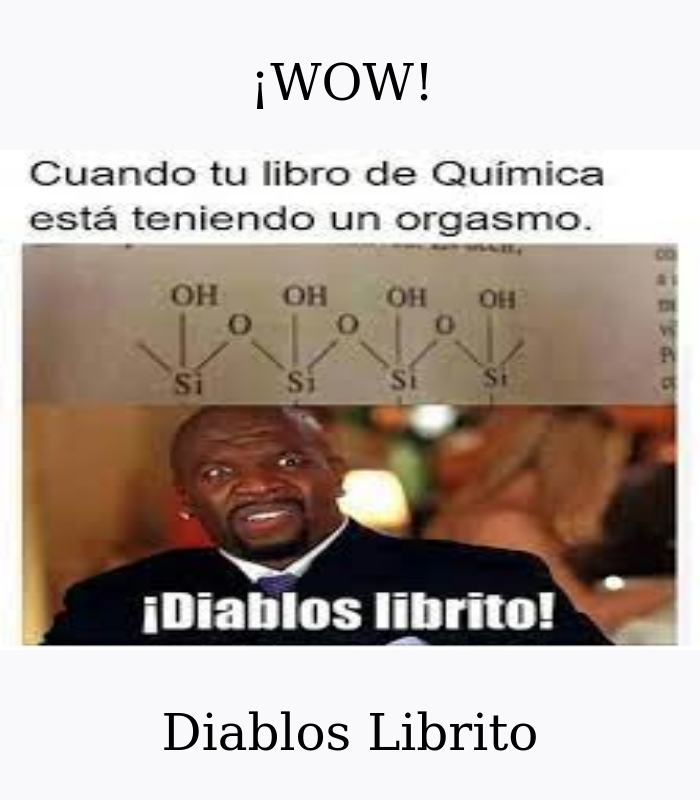 ¡WOW!
Cuando tu libro de Química
está teniendo un orgasmo.
OH OH OH OH
O O O
Si Si Si Si
¡Diablos librito!
Diablos Librito